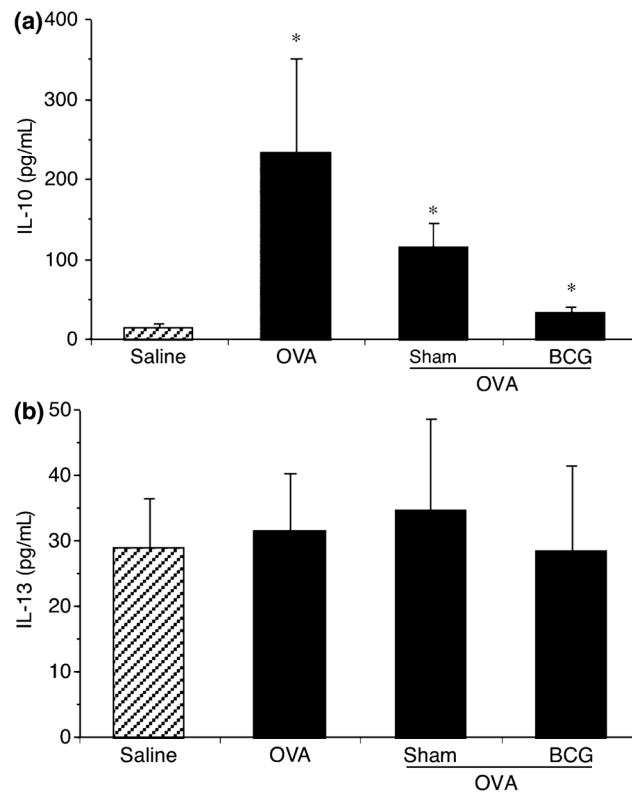 (a)
400
300
200
100
0
IL-10 (pg/mL)
*
*
*
Saline OVA Sham BCG
OVA
(b)
50
40
30
20
10
0
IL-13 (pg/mL)
Saline OVA Sham BCG
OVA